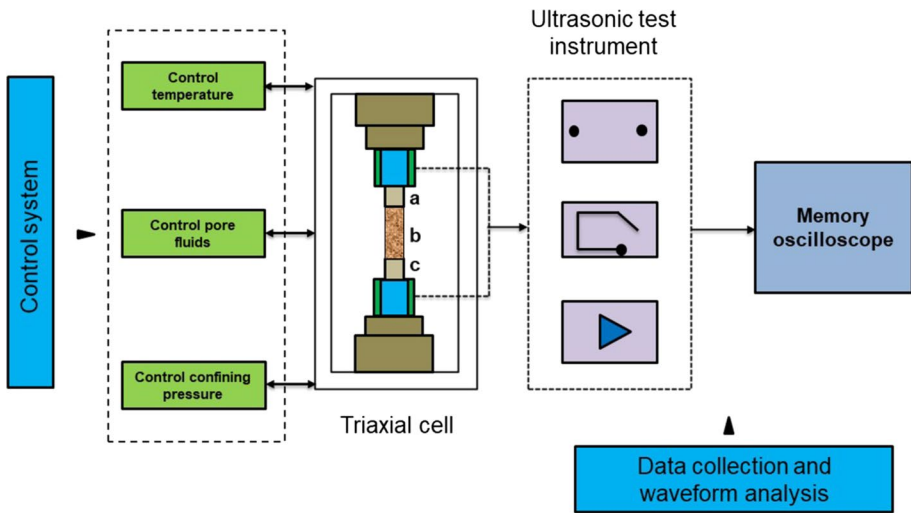 Ultrasonic test
instrument
Control system
Control
temperature
Control pore
fluids
Control confining
pressure
a
b
c
Triaxial cell
Memory
oscilloscope
Data collection and
waveform analysis